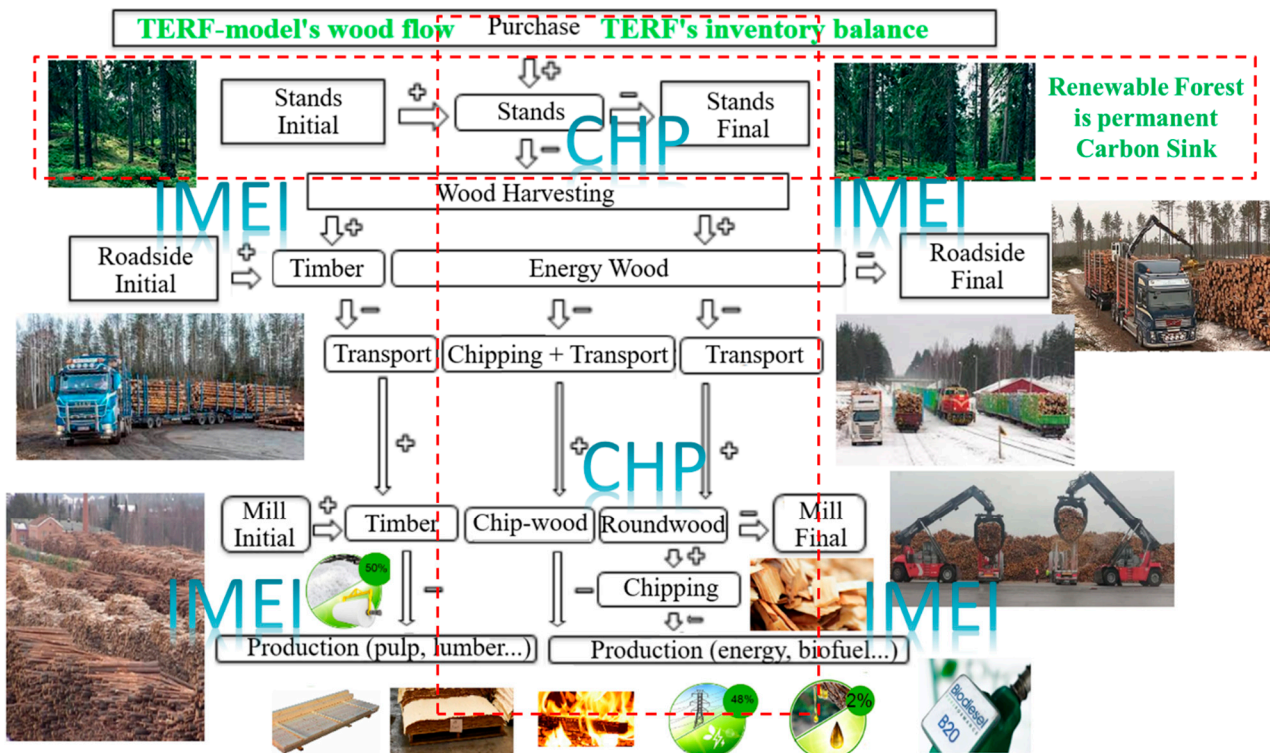 TERF-model's wood flow
Purchase
TERF's inventory balance
+
Stands
Initial
+
Stands
−
Stands
Final
Renewable Forest
is permanent
Carbon Sink
−
CHP
IMEI
Wood Harvesting
IMEI
+
+
Roadside
Initial
+
Timber
Energy Wood
−
Roadside
Final
−
−
−
Transport
Chipping + Transport
Transport
+
+
+
CHP
Mill
Initial
+
Timber
Chip-wood
Roundwood
−
Mill
Final
+
50%
IMEI
−
−
Chipping
IMEI
Production (pulp, lumber...)
Production (energy, biofuel...)
48%
2%
Biodiesel
B20